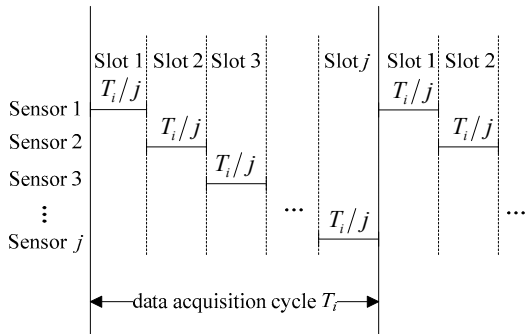 Slot 1 Slot 2 Slot 3 Slot j Slot 1 Slot 2
Sensor 1 T_i/j T_i/j
Sensor 2 T_i/j T_i/j
Sensor 3 T_i/j
⋮ ... ...
Sensor j T_i/j
data acquisition cycle T_i